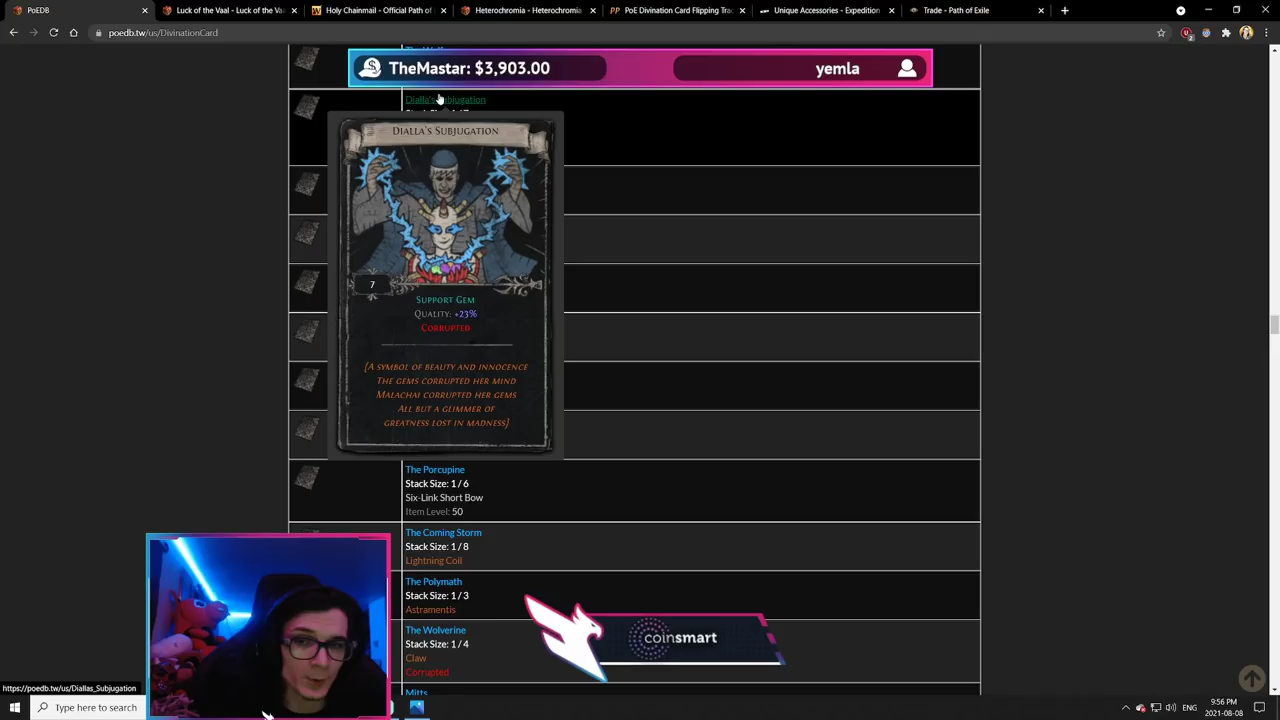 PoEDB
Luck of the Vaal - Luck of the Va
Holy Chainmail - Official Path of
Heterochromia - Heterochromia
PoE Divination Card Flipping Trac
Unique Accessories - Expedition
Trade - Path of Exile
poedb.tw/us/DivinationCard
TheMastar: $3,903.00
yemla
Dialla's Subjugation
Dialla's Subjugation
7
Support Gem
Quality: +23%
Corrupted
{A symbol of beauty and innocence
The gems corrupted her mind
Malachai corrupted her gems
All but a glimmer of
greatness lost in madness}
The Porcupine
Stack Size: 1 / 6
Six-Link Short Bow
Item Level: 50
The Coming Storm
Stack Size: 1 / 8
Lightning Coil
The Polymath
Stack Size: 1 / 3
Astramentis
The Wolverine
Stack Size: 1 / 4
Claw
Corrupted
Mitts
coinsmart
https://poedb.tw/us/Diallas_Subjugation
Type here to search
ENG
9:56 PM
2021-08-08